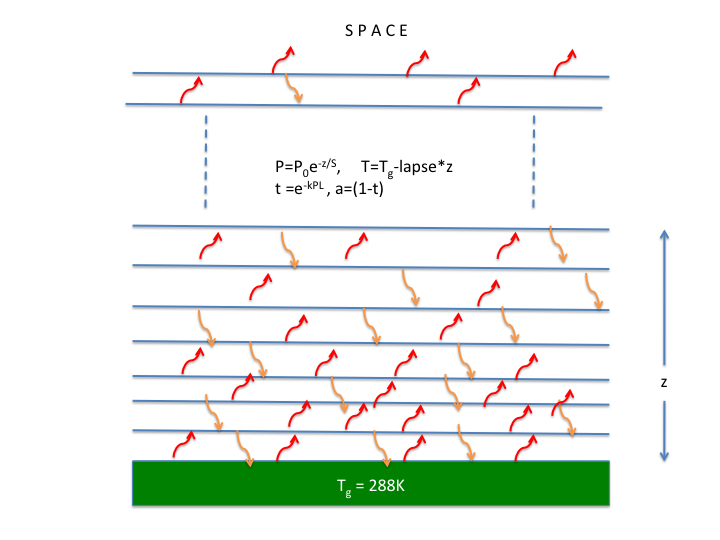 S P A C E
P=P₀e⁻ᶻ/ˢ, T=Tg-lapse*z
t =e⁻ᵏᴾᴸ , a=(1-t)
z
Tg = 288K